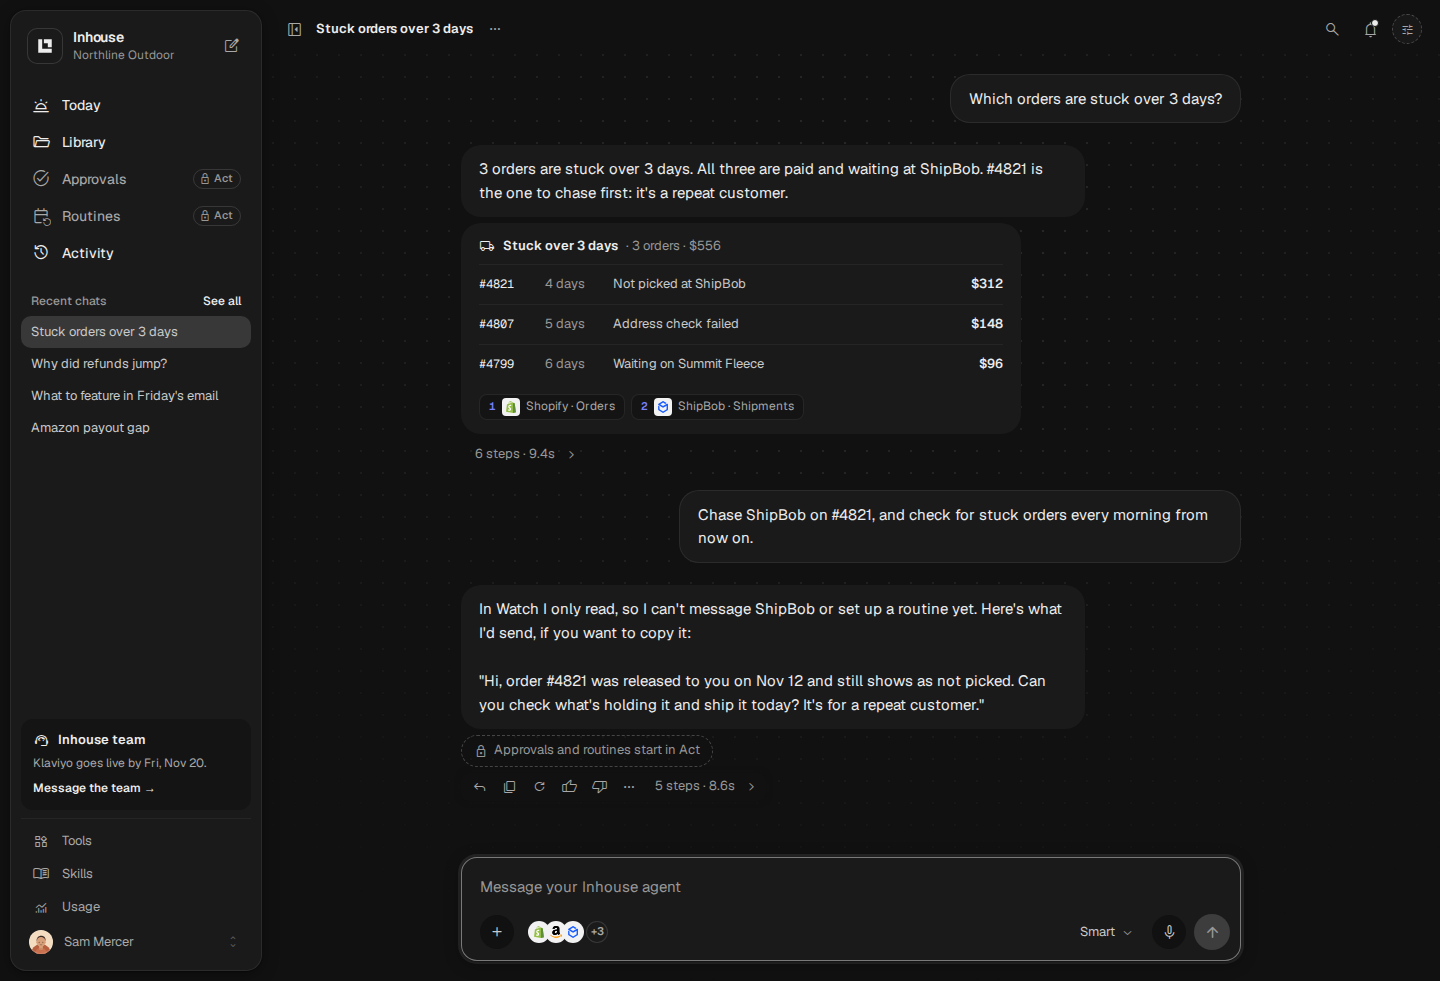 Inhouse
Northline Outdoor
Today
Library
Approvals
Act
Routines
Act
Activity
Recent chats
See all
Stuck orders over 3 days
Why did refunds jump?
What to feature in Friday's email
Amazon payout gap
Inhouse team
Klaviyo goes live by Fri, Nov 20.
Message the team →
Tools
Skills
Usage
Sam Mercer
Stuck orders over 3 days
Which orders are stuck over 3 days?
3 orders are stuck over 3 days. All three are paid and waiting at ShipBob. #4821 is
the one to chase first: it's a repeat customer.
Stuck over 3 days · 3 orders · $556
#4821 4 days Not picked at ShipBob $312
#4807 5 days Address check failed $148
#4799 6 days Waiting on Summit Fleece $96
1 Shopify · Orders 2 ShipBob · Shipments
6 steps · 9.4s
Chase ShipBob on #4821, and check for stuck orders every morning from
now on.
In Watch I only read, so I can't message ShipBob or set up a routine yet. Here's what
I'd send, if you want to copy it:
"Hi, order #4821 was released to you on Nov 12 and still shows as not picked. Can
you check what's holding it and ship it today? It's for a repeat customer."
Approvals and routines start in Act
5 steps · 8.6s
Message your Inhouse agent
+3
Smart